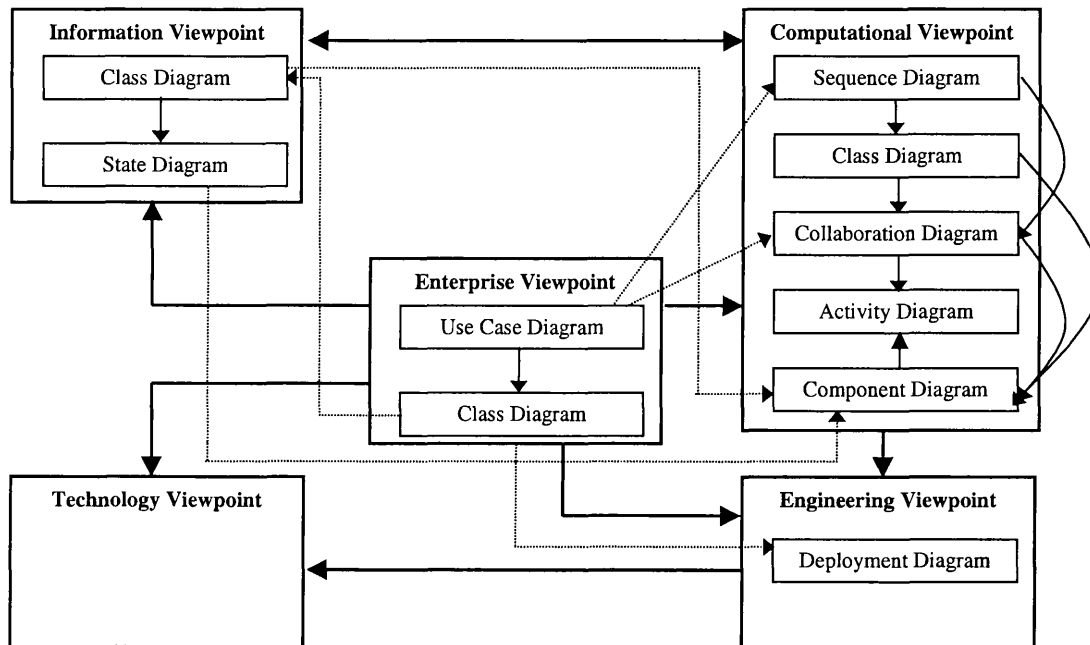 Information Viewpoint
Class Diagram
State Diagram
Computational Viewpoint
Sequence Diagram
Class Diagram
Collaboration Diagram
Activity Diagram
Component Diagram
Enterprise Viewpoint
Use Case Diagram
Class Diagram
Technology Viewpoint
Engineering Viewpoint
Deployment Diagram